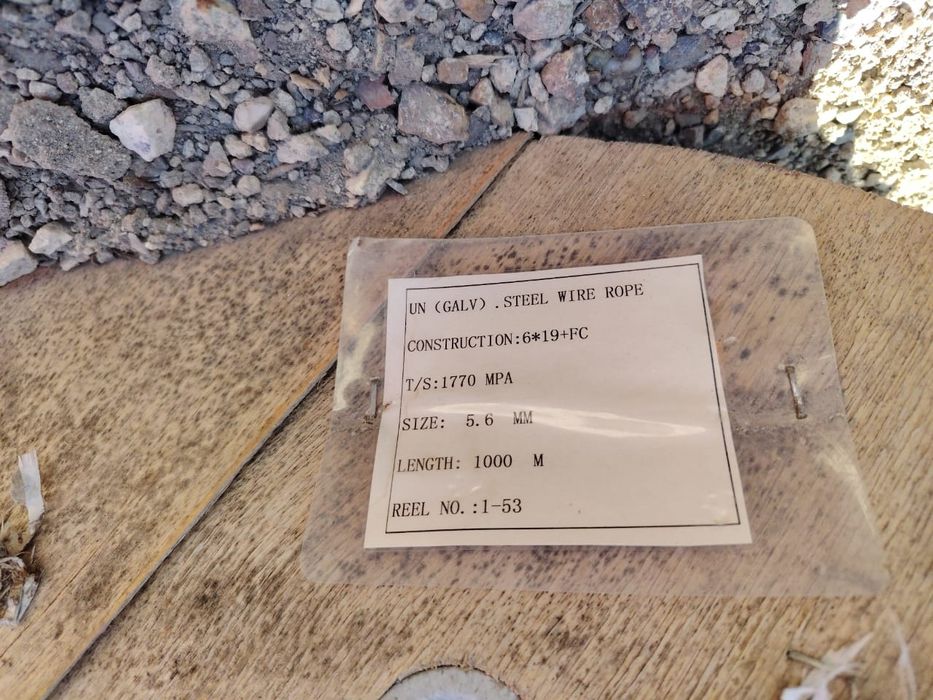 UN (GALV) .STEEL WIRE ROPE
CONSTRUCTION:6*19+FC
T/S:1770 MPA
SIZE: 5.6 MM
LENGTH: 1000 M
REEL NO.:1-53